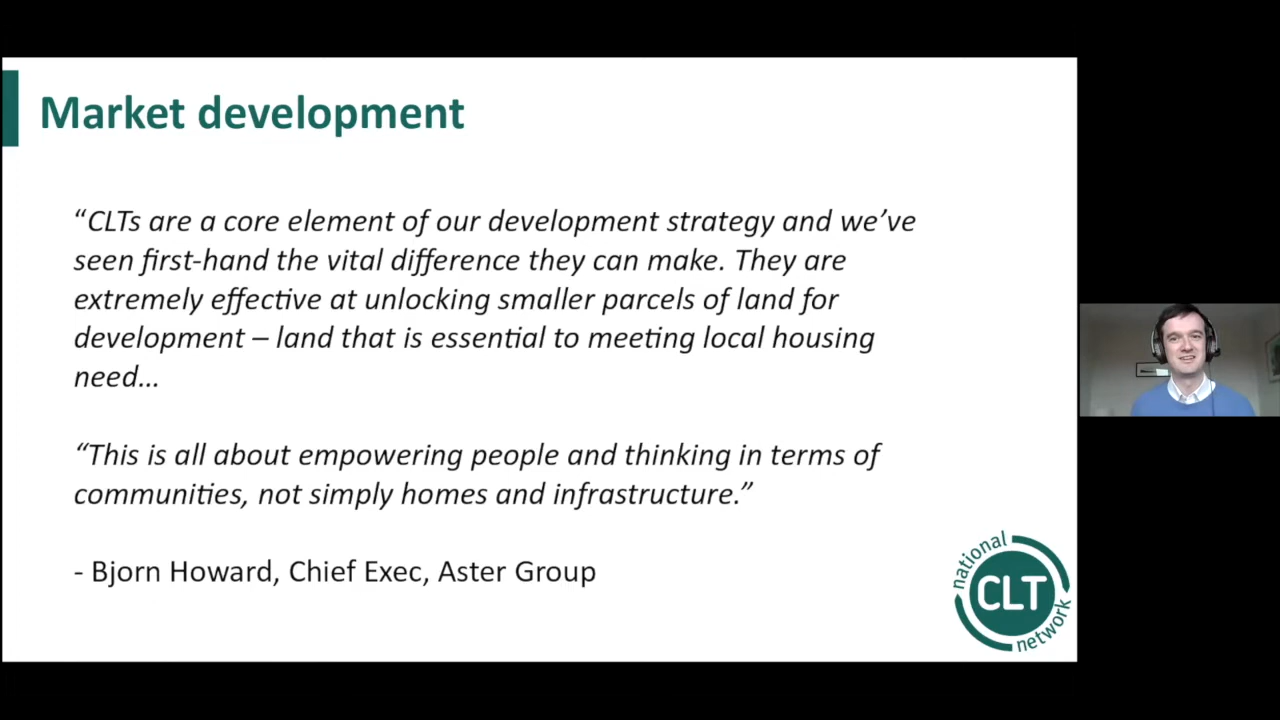 Market development
“CLTs are a core element of our development strategy and we’ve
seen first-hand the vital difference they can make. They are
extremely effective at unlocking smaller parcels of land for
development – land that is essential to meeting local housing
need…
“This is all about empowering people and thinking in terms of
communities, not simply homes and infrastructure.”
- Bjorn Howard, Chief Exec, Aster Group
national
CLT
network